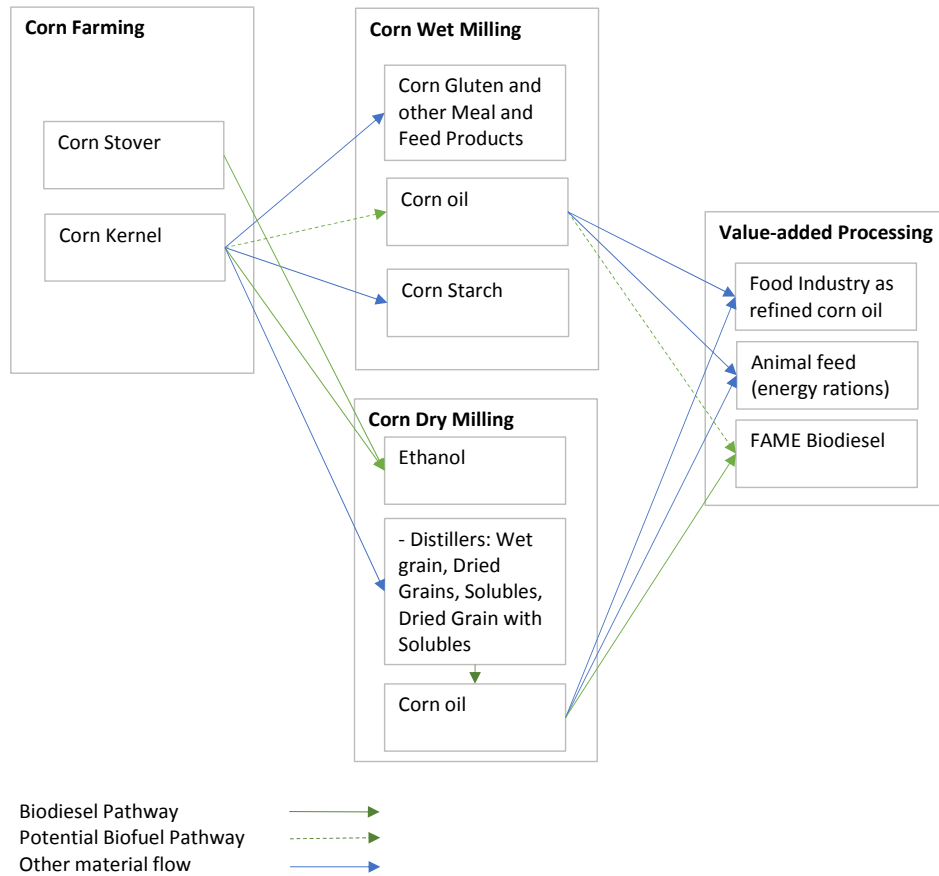 Corn Farming
Corn Stover
Corn Kernel
Corn Wet Milling
Corn Gluten and
other Meal and
Feed Products
Corn oil
Corn Starch
Corn Dry Milling
Ethanol
- Distillers: Wet
grain, Dried
Grains, Solubles,
Dried Grain with
Solubles
Corn oil
Value-added Processing
Food Industry as
refined corn oil
Animal feed
(energy rations)
FAME Biodiesel
Biodiesel Pathway
Potential Biofuel Pathway
Other material flow